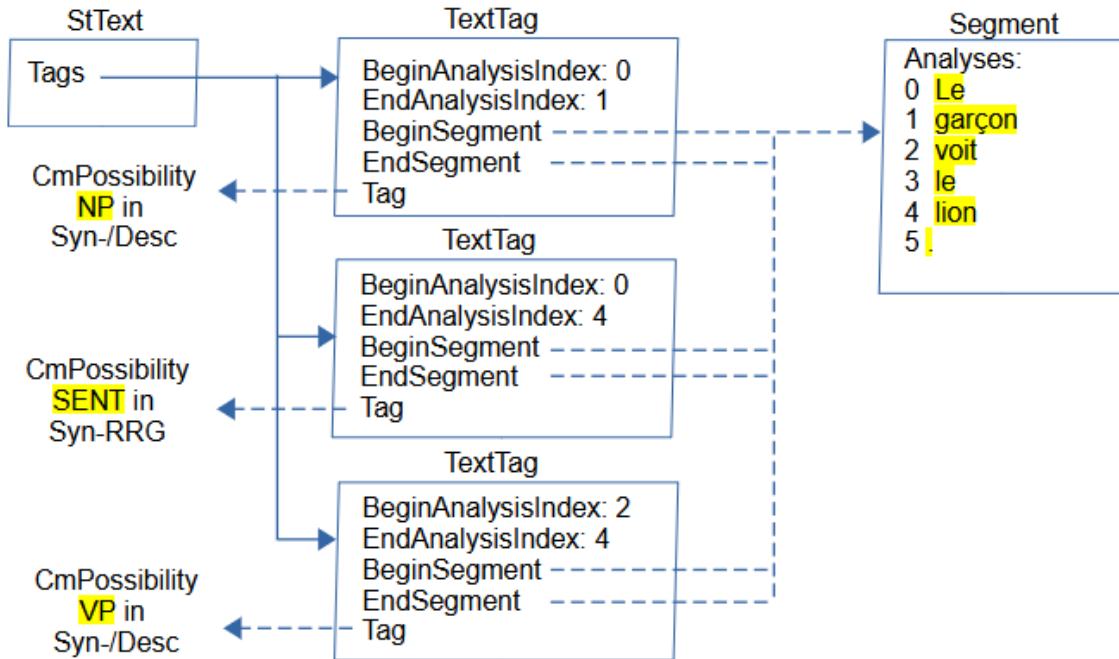 StText
Tags
TextTag
BeginAnalysisIndex: 0
EndAnalysisIndex: 1
BeginSegment
EndSegment
Tag
Segment
Analyses:
0 Le
1 garçon
2 voit
3 le
4 lion
5 .
CmPossibility
NP in
Syn-/Desc
TextTag
BeginAnalysisIndex: 0
EndAnalysisIndex: 4
BeginSegment
EndSegment
Tag
CmPossibility
SENT in
Syn-RRG
TextTag
BeginAnalysisIndex: 2
EndAnalysisIndex: 4
BeginSegment
EndSegment
Tag
CmPossibility
VP in
Syn-/Desc